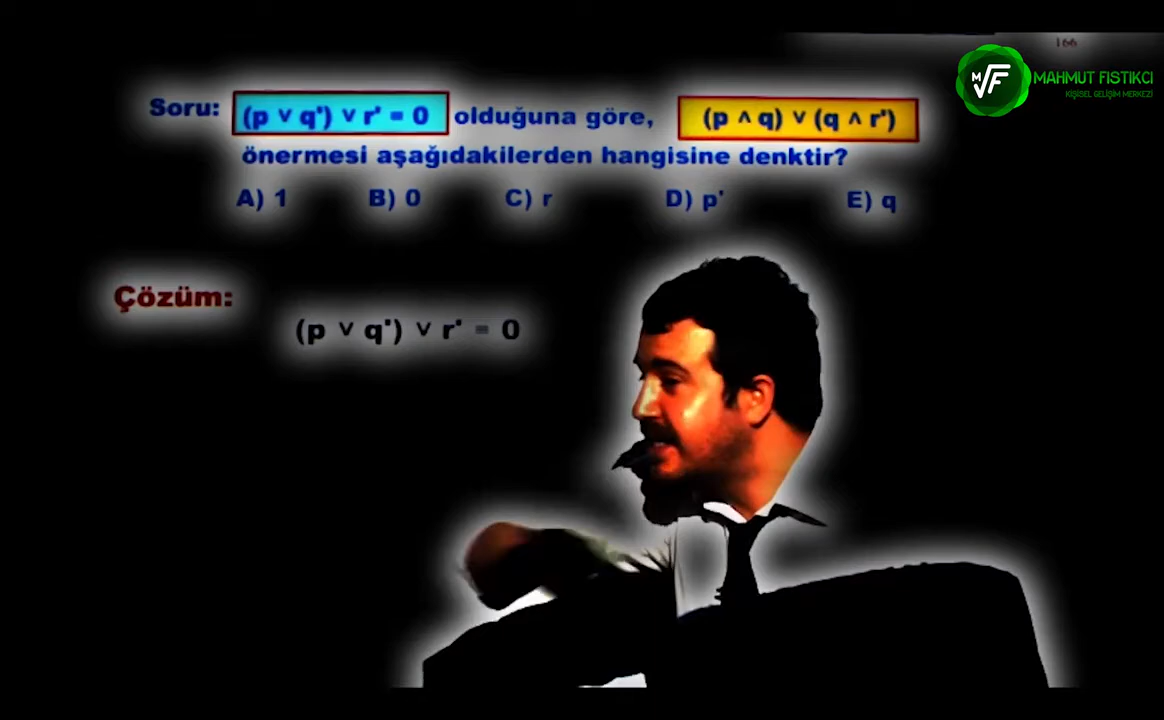 166
MAHMUT FISTIKCI
KİŞİSEL GELİŞİM MERKEZİ
Soru: (p ∨ q') ∨ r' = 0 olduğuna göre, (p ∧ q) ∨ (q ∧ r')
önermesi aşağıdakilerden hangisine denktir?
A) 1 B) 0 C) r D) p' E) q
Çözüm:
(p ∨ q') ∨ r' = 0